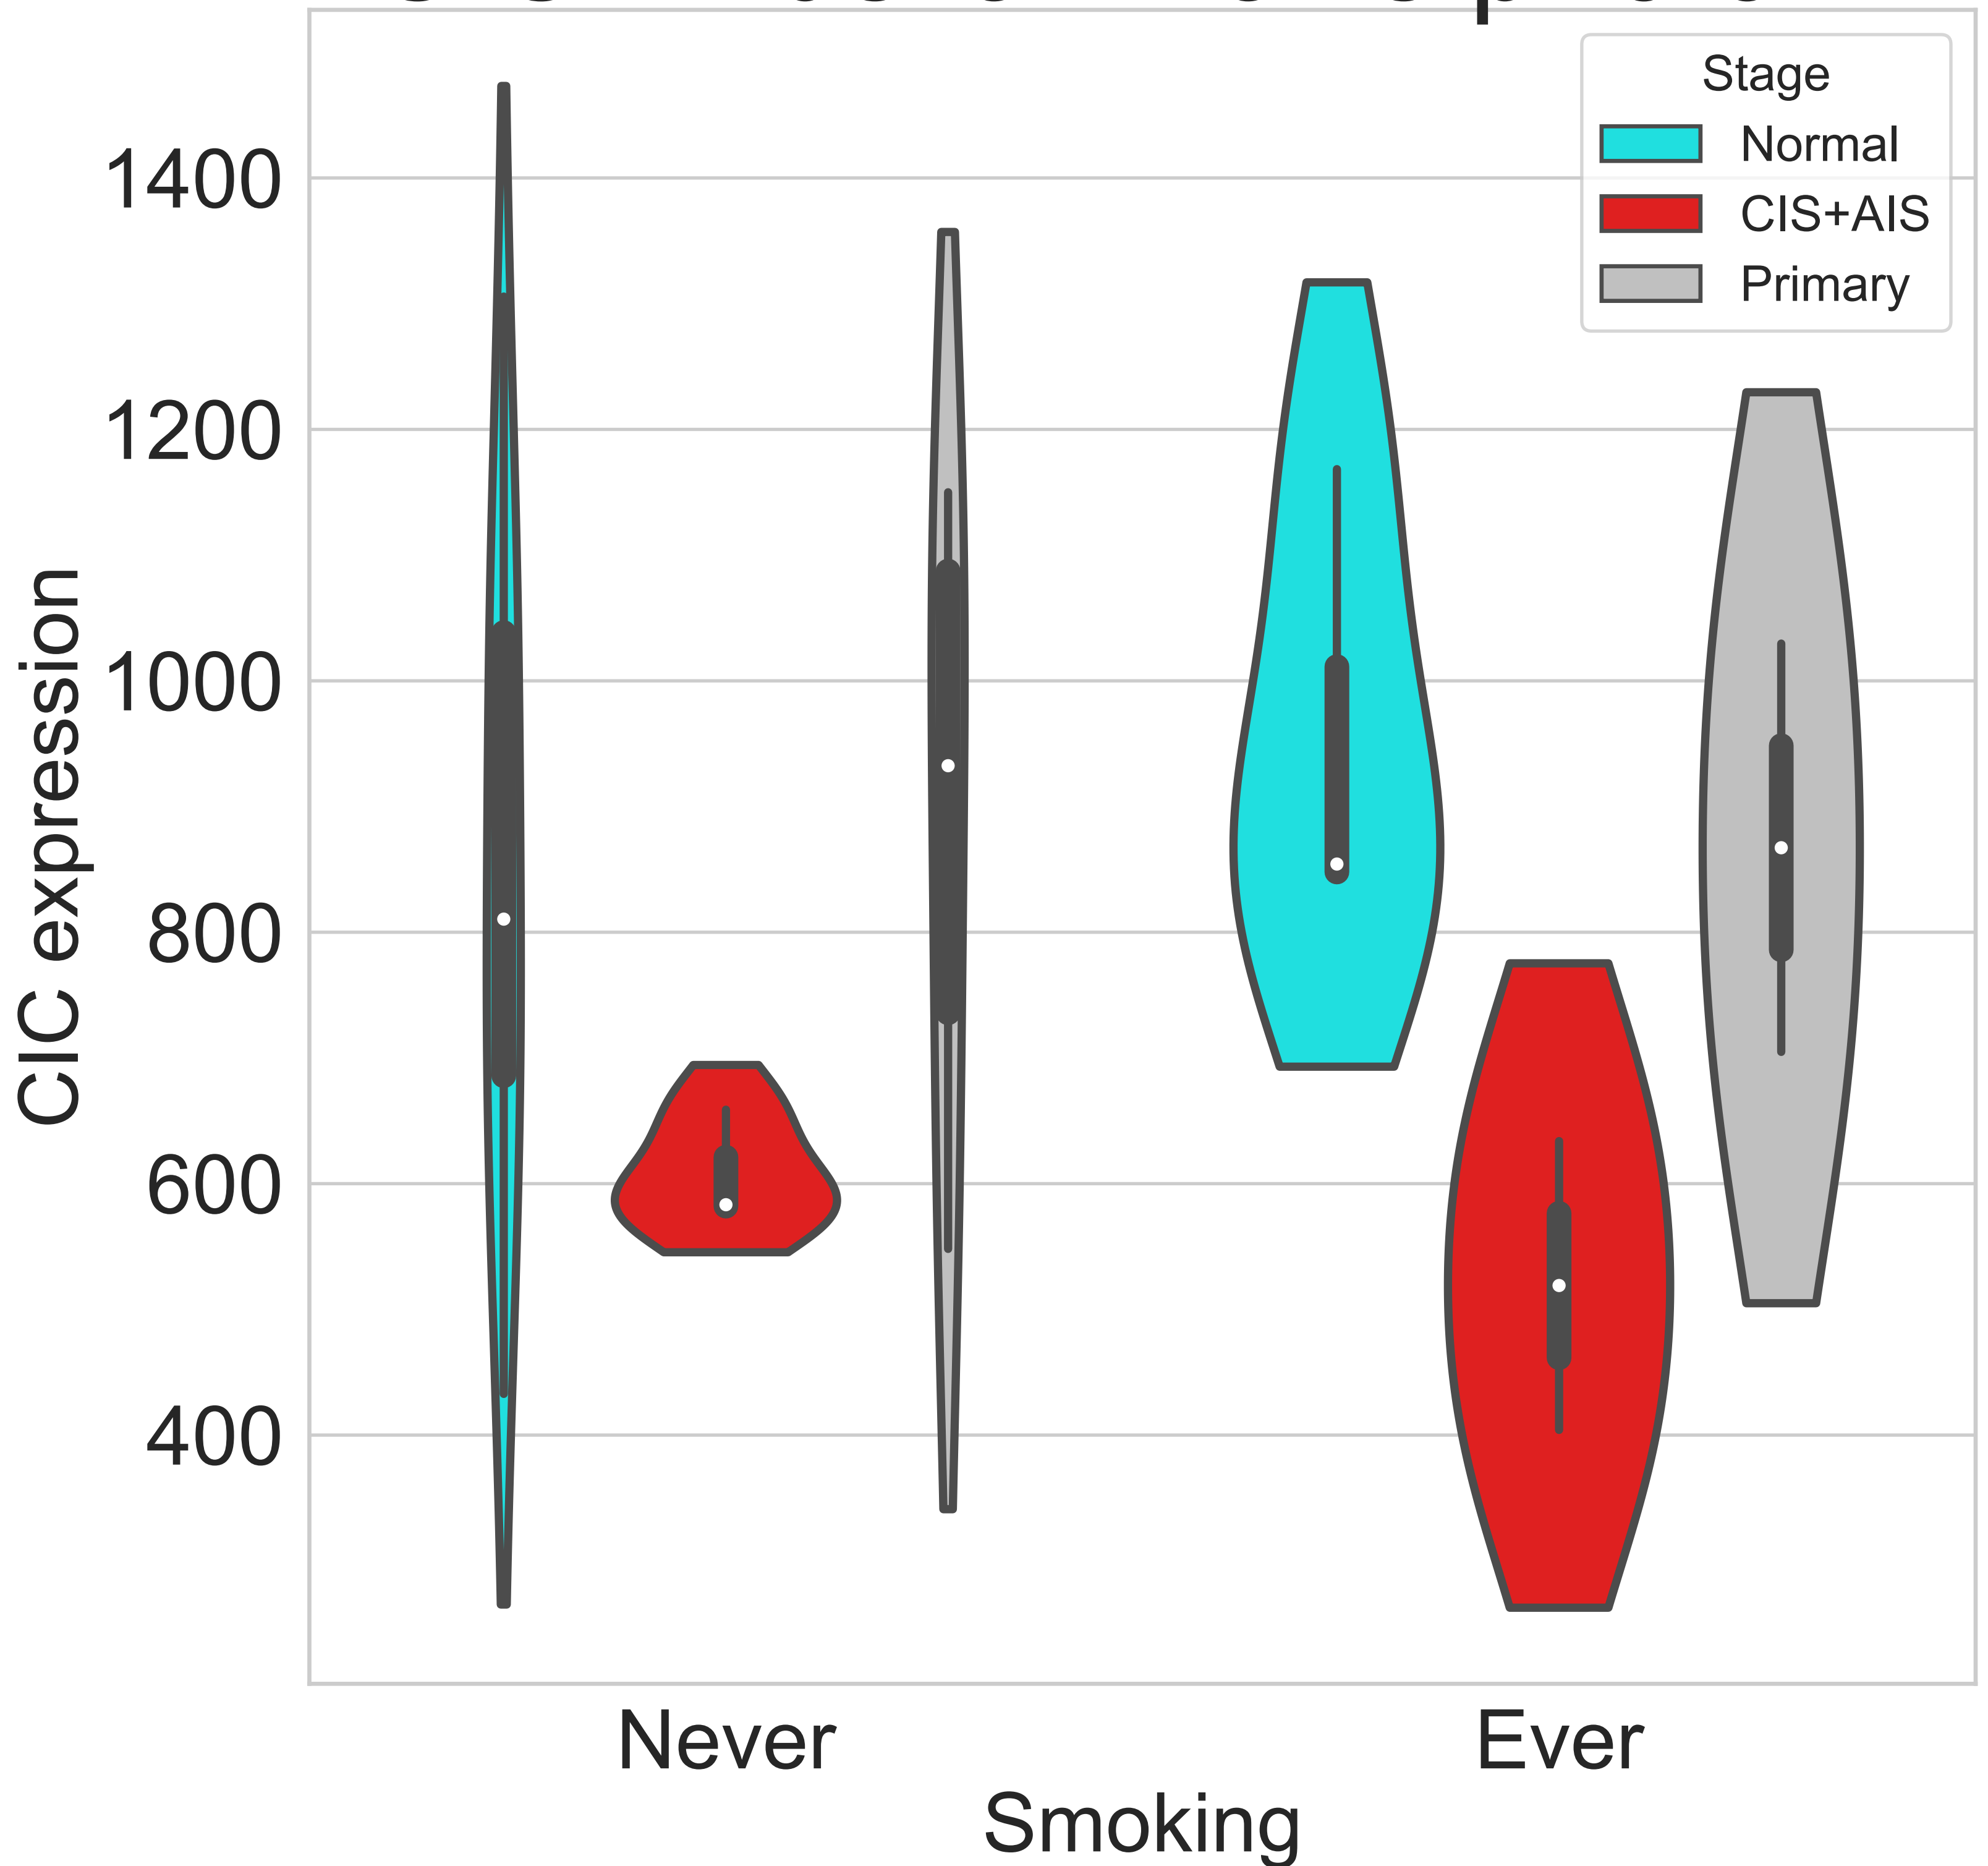 Stage
Normal
CIS+AIS
Primary
1400
1200
1000
800
600
400
CIC expression
Never
Ever
Smoking